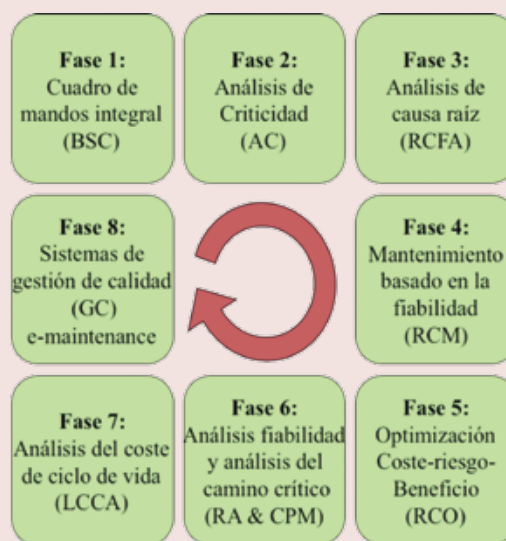 Fase 1:
Cuadro de
mandos integral
(BSC)
Fase 2:
Análisis de
Criticidad
(AC)
Fase 3:
Análisis de
causa raíz
(RCFA)
Fase 4:
Mantenimiento
basado en la
fiabilidad
(RCM)
Fase 5:
Optimización
Coste-riesgo-
Beneficio
(RCO)
Fase 6:
Análisis fiabilidad
y análisis del
camino crítico
(RA & CPM)
Fase 7:
Análisis del coste
de ciclo de vida
(LCCA)
Fase 8:
Sistemas de
gestión de calidad
(GC)
e-maintenance